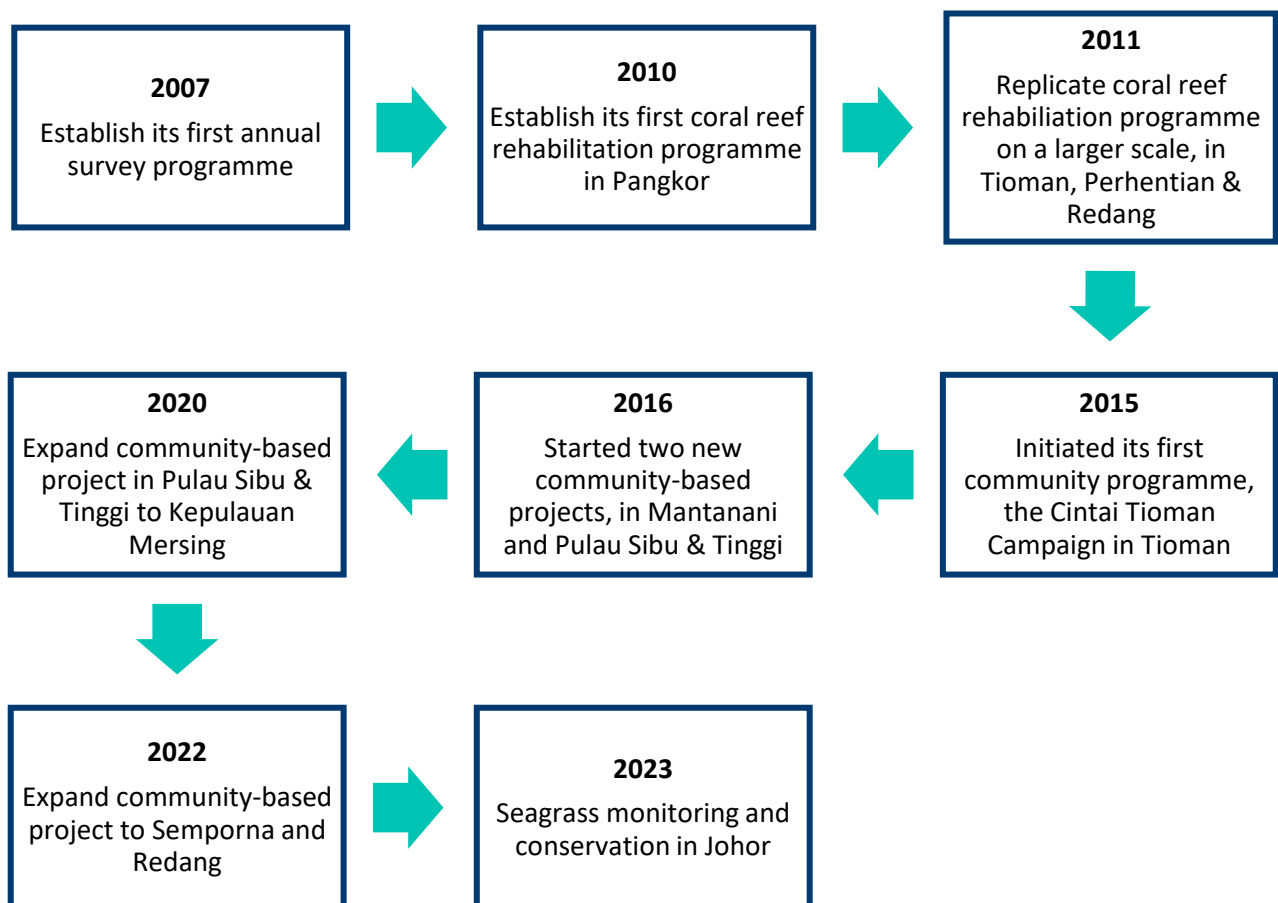 2007
Establish its first annual
survey programme
2010
Establish its first coral reef
rehabilitation programme
in Pangkor
2011
Replicate coral reef
rehabiliation programme
on a larger scale, in
Tioman, Perhentian &
Redang
2015
Initiated its first
community programme,
the Cintai Tioman
Campaign in Tioman
2016
Started two new
community-based
projects, in Mantanani
and Pulau Sibu & Tinggi
2020
Expand community-based
project in Pulau Sibu &
Tinggi to Kepulauan
Mersing
2022
Expand community-based
project to Semporna and
Redang
2023
Seagrass monitoring and
conservation in Johor